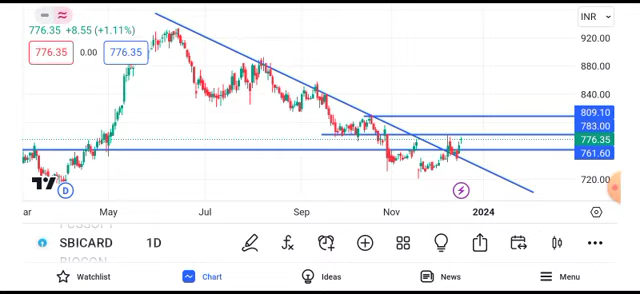 INR
776.35 +8.55 (+1.11%)
920.00
776.35 0.00 776.35
880.00
840.00
809.10
783.00
776.35
761.60
720.00
D
ar May Jul Sep Nov 2024
SBICARD 1D
Watchlist Chart Ideas News Menu